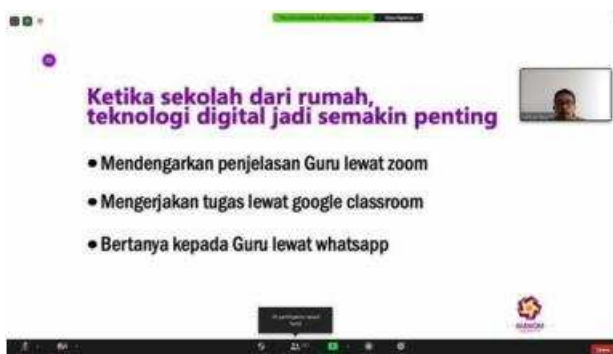 Ketika sekolah dari rumah,
teknologi digital jadi semakin penting
• Mendengarkan penjelasan Guru lewat zoom
• Mengerjakan tugas lewat google classroom
• Bertanya kepada Guru lewat whatsapp